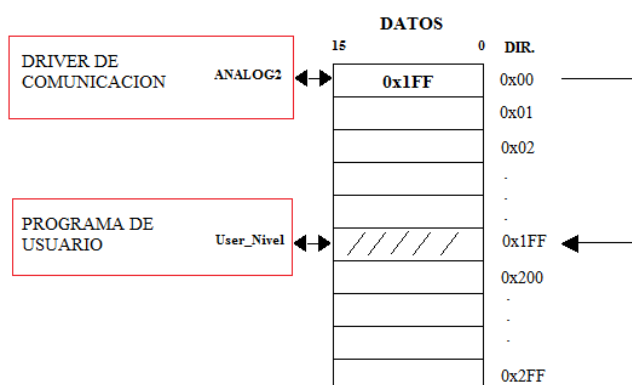 DATOS
15 0 DIR.
DRIVER DE
COMUNICACION
ANALOG2
0x1FF
0x00
0x01
0x02
.
.
PROGRAMA DE
USUARIO
User_Nivel
0x1FF
0x200
.
.
.
0x2FF